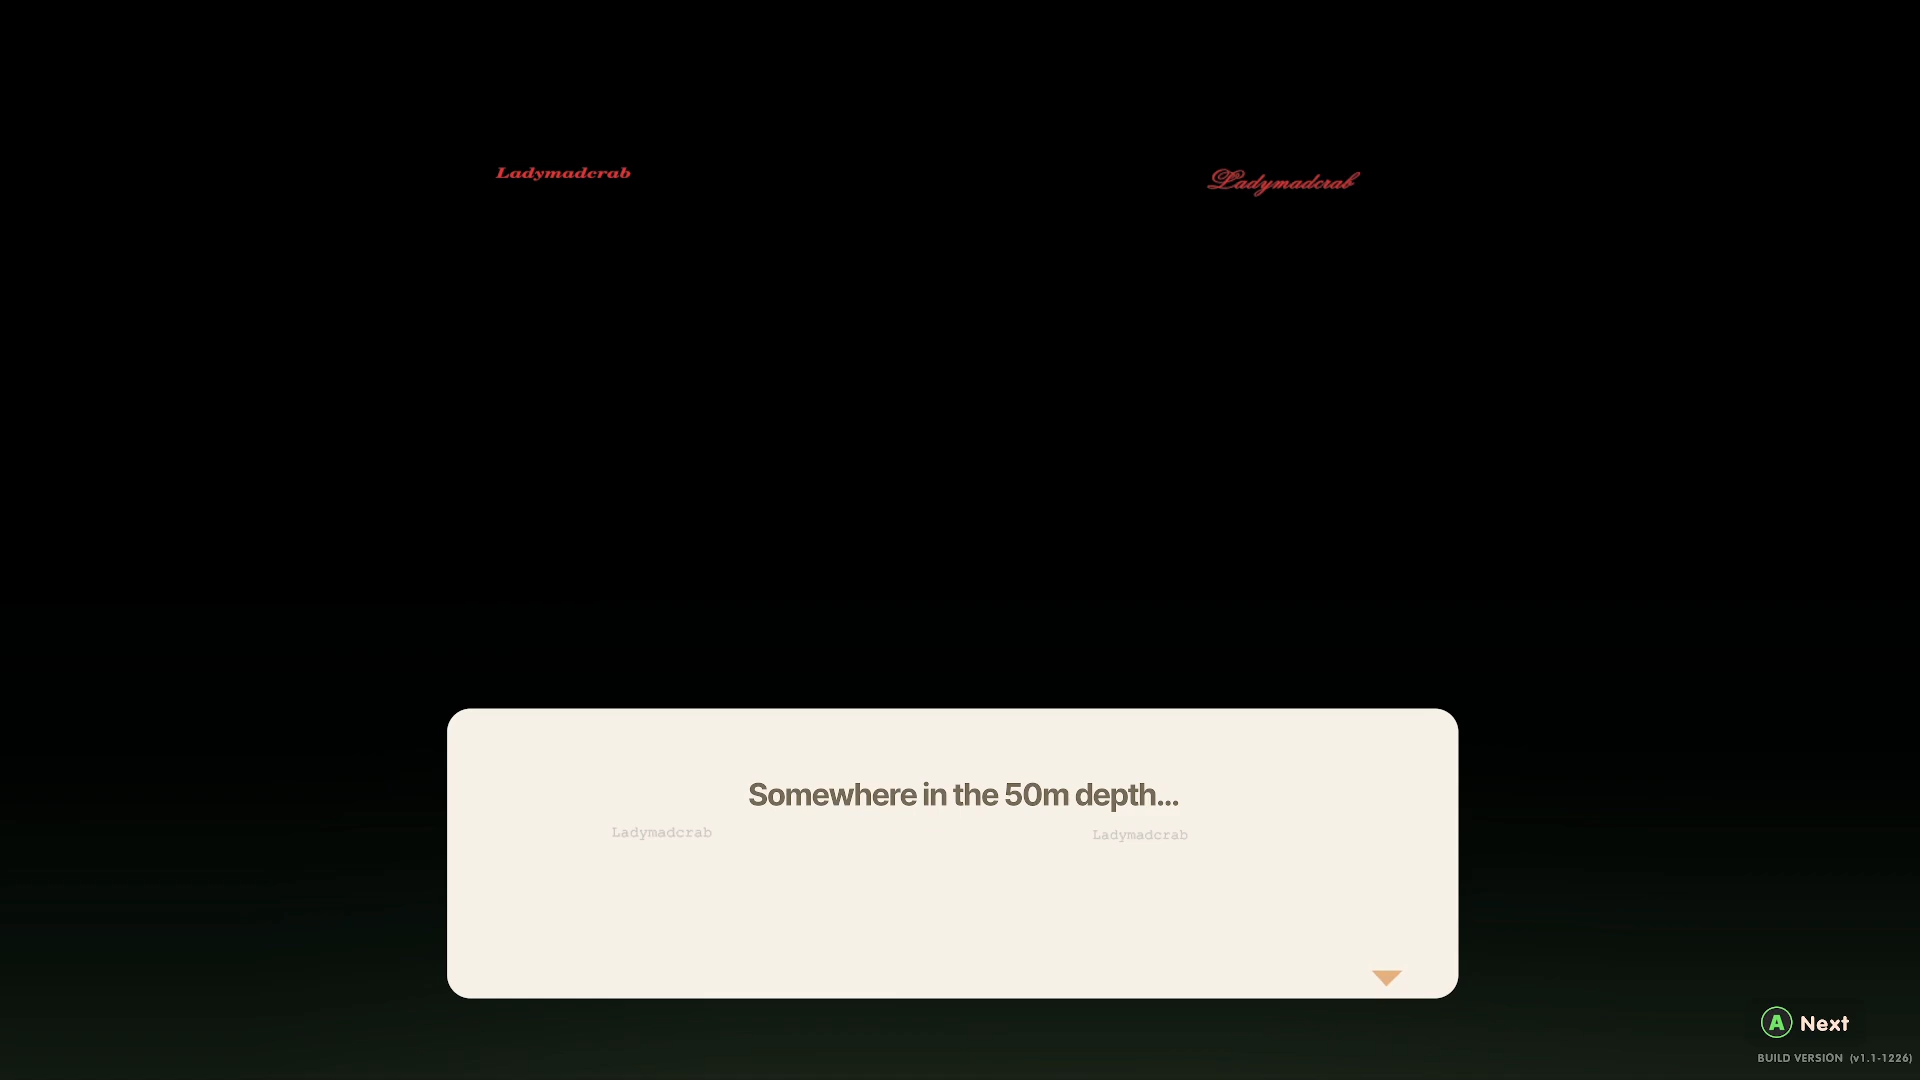 Ladymadcrab
Ladymadcrab
Somewhere in the 50m depth...
Ladymadcrab
Ladymadcrab
A Next
BUILD VERSION (v1.1-1226)